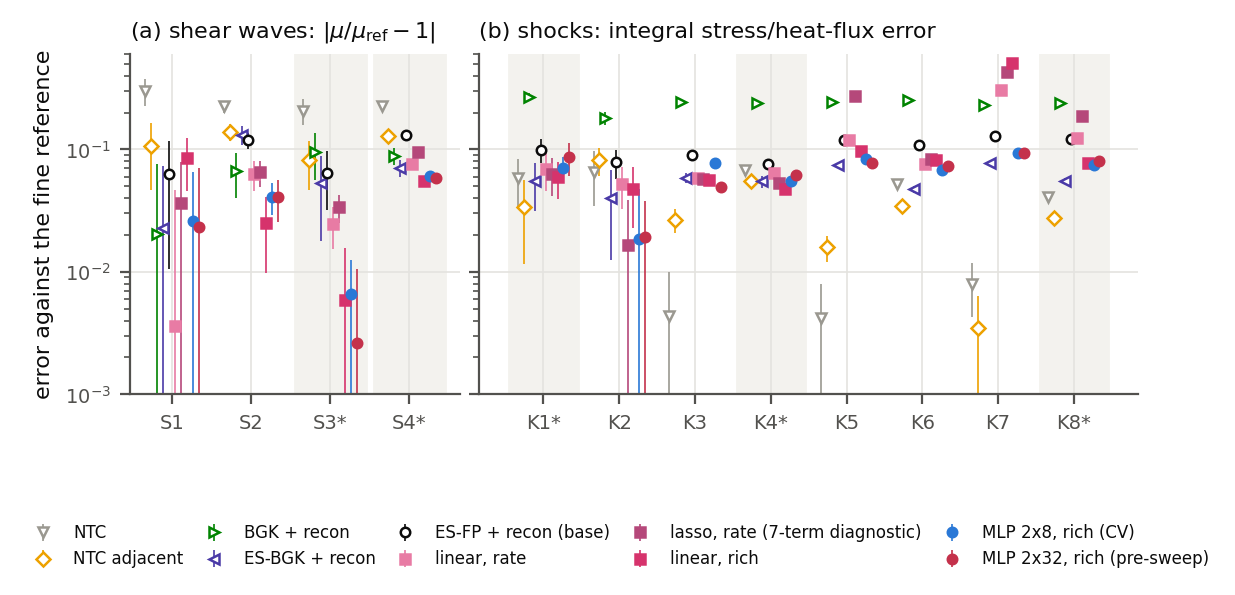 (a) shear waves: |μ/μref − 1|
(b) shocks: integral stress/heat-flux error
error against the fine reference
10⁻¹
10⁻²
10⁻³
S1 S2 S3* S4* K1* K2 K3 K4* K5 K6 K7 K8*
NTC BGK + recon ES-FP + recon (base) lasso, rate (7-term diagnostic) MLP 2x8, rich (CV)
NTC adjacent ES-BGK + recon linear, rate linear, rich MLP 2x32, rich (pre-sweep)